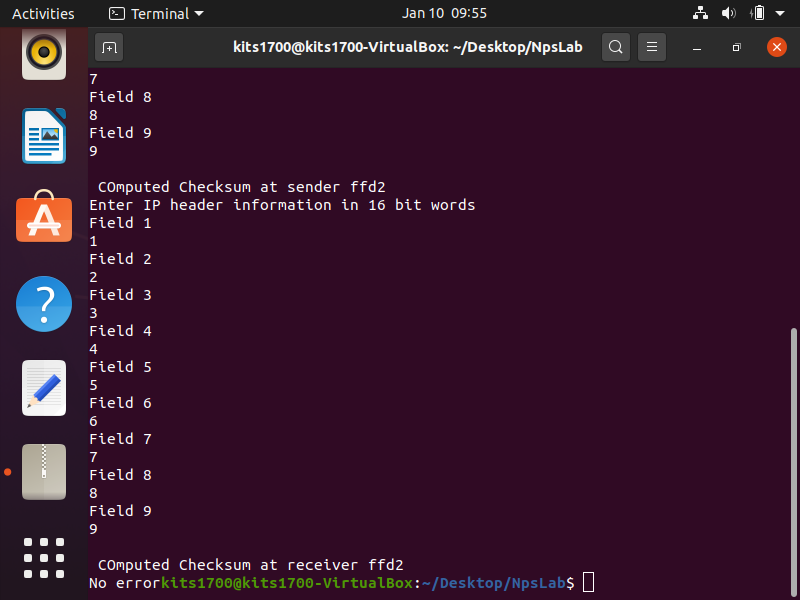 Activities Terminal Jan 10 09:55
kits1700@kits1700-VirtualBox: ~/Desktop/NpsLab
7
Field 8
8
Field 9
9
COmputed Checksum at sender ffd2
Enter IP header information in 16 bit words
Field 1
1
Field 2
2
Field 3
3
Field 4
4
Field 5
5
Field 6
6
Field 7
7
Field 8
8
Field 9
9
COmputed Checksum at receiver ffd2
No errorkits1700@kits1700-VirtualBox:~/Desktop/NpsLab$